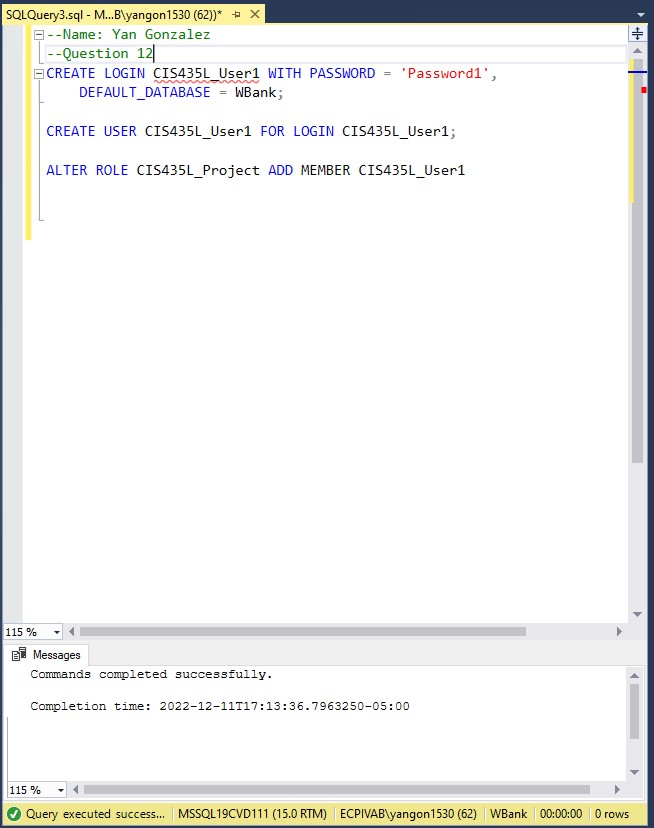 SQLQuery3.sql - M...B\yangon1530 (62))*
--Name: Yan Gonzalez
--Question 12
CREATE LOGIN CIS435L_User1 WITH PASSWORD = 'Password1',
DEFAULT_DATABASE = WBank;
CREATE USER CIS435L_User1 FOR LOGIN CIS435L_User1;
ALTER ROLE CIS435L_Project ADD MEMBER CIS435L_User1
115 %
Messages
Commands completed successfully.
Completion time: 2022-12-11T17:13:36.7963250-05:00
115 %
Query executed success... MSSQL19CVD111 (15.0 RTM) ECPIVAB\yangon1530 (62) WBank 00:00:00 0 rows